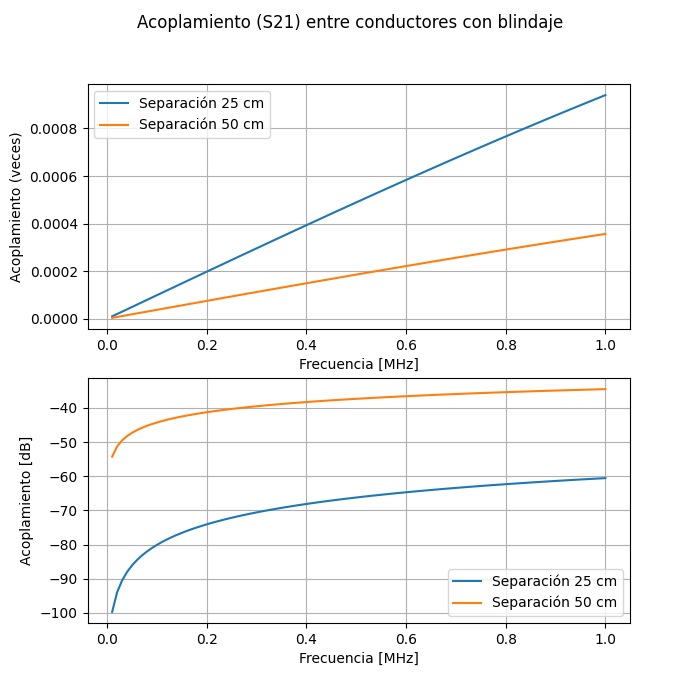 Acoplamiento (S21) entre conductores con blindaje
Separación 25 cm
Separación 50 cm
Acoplamiento (veces)
0.0008
0.0006
0.0004
0.0002
0.0000
0.0 0.2 0.4 0.6 0.8 1.0
Frecuencia [MHz]
Acoplamiento [dB]
−40
−50
−60
−70
−80
−90
−100
Separación 25 cm
Separación 50 cm
0.0 0.2 0.4 0.6 0.8 1.0
Frecuencia [MHz]